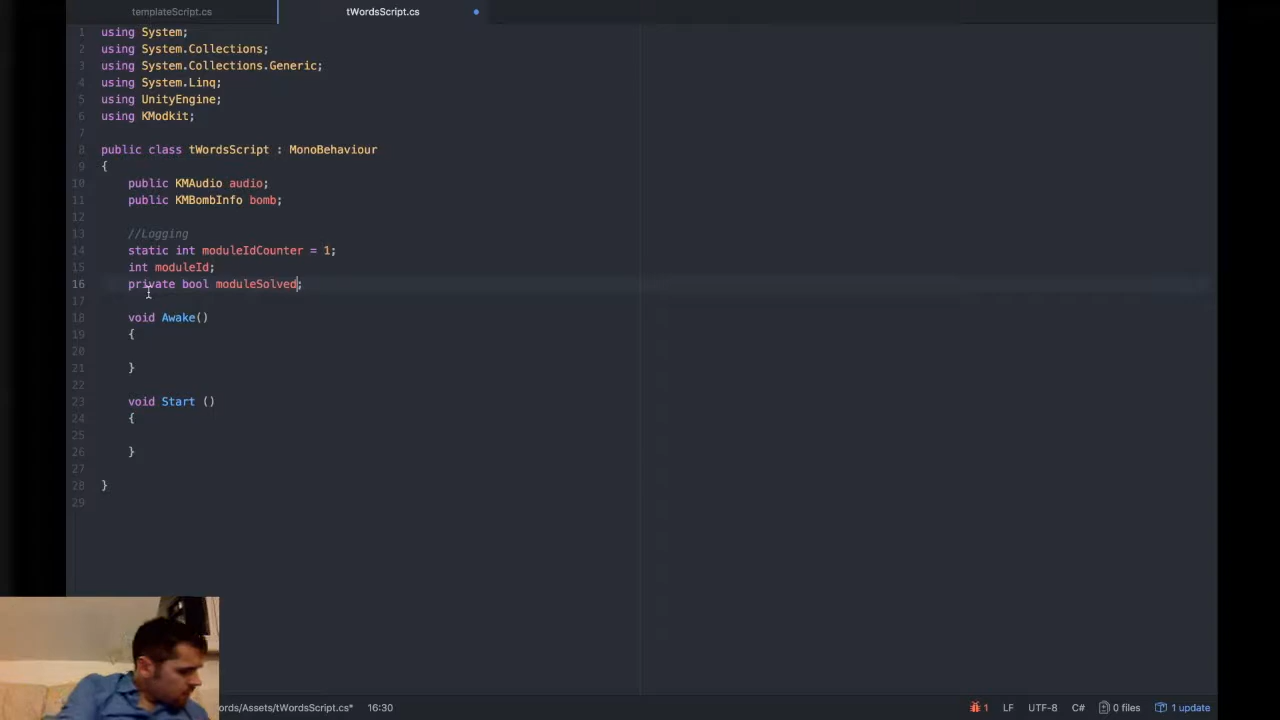 templateScript.cs
tWordsScript.cs
1 using System;
2 using System.Collections;
3 using System.Collections.Generic;
4 using System.Linq;
5 using UnityEngine;
6 using KModkit;
7
8 public class tWordsScript : MonoBehaviour
9 {
10 public KMAudio audio;
11 public KMBombInfo bomb;
12
13 //Logging
14 static int moduleIdCounter = 1;
15 int moduleId;
16 private bool moduleSolved;
17
18 void Awake()
19 {
20
21 }
22
23 void Start ()
24 {
25
26 }
27
28 }
29
ords/Assets/tWordsScript.cs* 16:30 1 LF UTF-8 C# 0 files 1 update